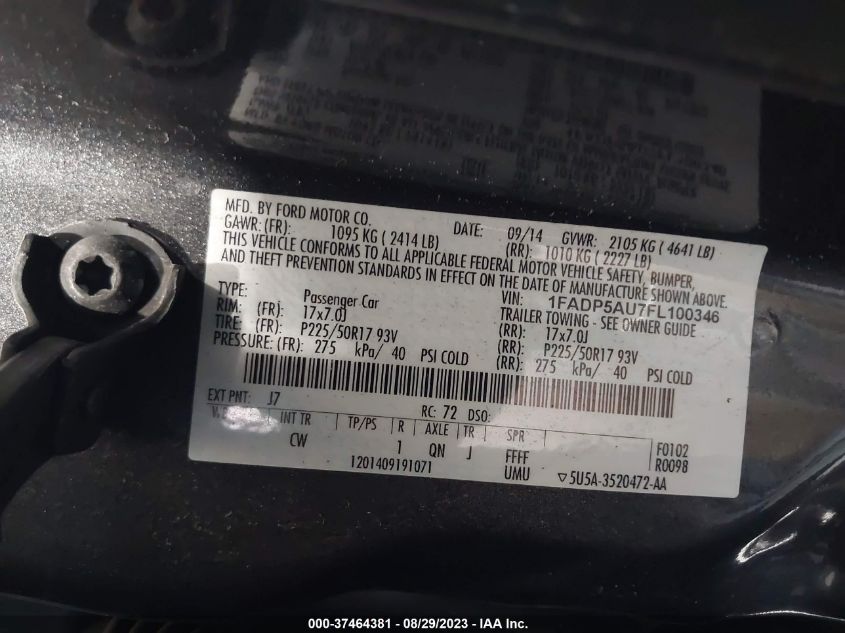 MFD. BY FORD MOTOR CO.
DATE: 09/14 GVWR: 2105 KG ( 4641 LB)
GAWR: (FR): 1095 KG ( 2414 LB) (RR): 1010 KG ( 2227 LB)
THIS VEHICLE CONFORMS TO ALL APPLICABLE FEDERAL MOTOR VEHICLE SAFETY, BUMPER,
AND THEFT PREVENTION STANDARDS IN EFFECT ON THE DATE OF MANUFACTURE SHOWN ABOVE.
VIN: 1FADP5AU7FL100346
TYPE: Passenger Car TRAILER TOWING - SEE OWNER GUIDE
RIM: (FR): 17x7.0J (RR): 17x7.0J
TIRE: (FR): P225/50R17 93V (RR): P225/50R17 93V
PRESSURE: (FR): 275 kPa/ 40 PSI COLD (RR): 275 kPa/ 40 PSI COLD
EXT PNT: J7 RC: 72 DSO:
INT TR TP/PS R AXLE TR SPR
CW 1 QN J FFFF F0102
1201409191071 UMU ▽5U5A-3520472-AA R0098
000-37464381 - 08/29/2023 - IAA Inc.